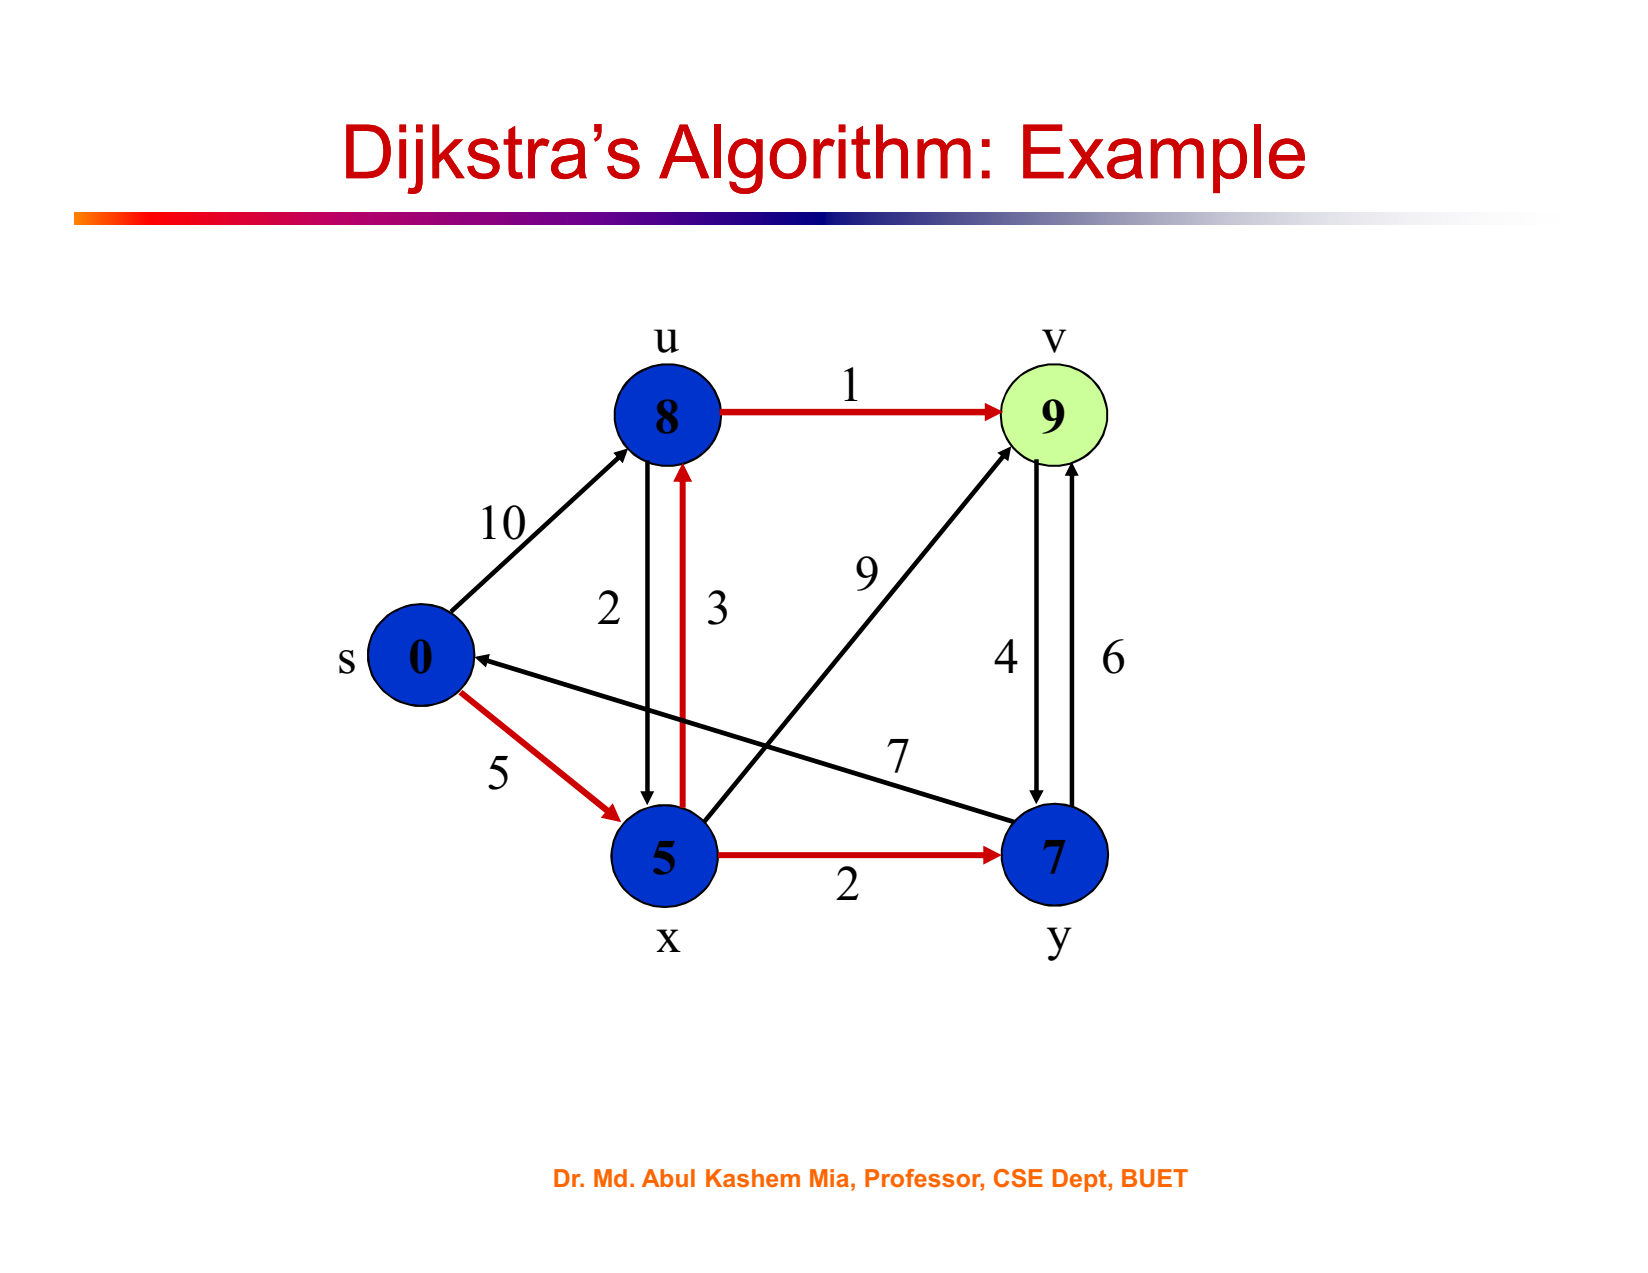 Dijkstra’s Algorithm: Example
u v
1
8 9
10
9
2 3
s 0 4 6
7
5
5 7
2
x y
Dr. Md. Abul Kashem Mia, Professor, CSE Dept, BUET